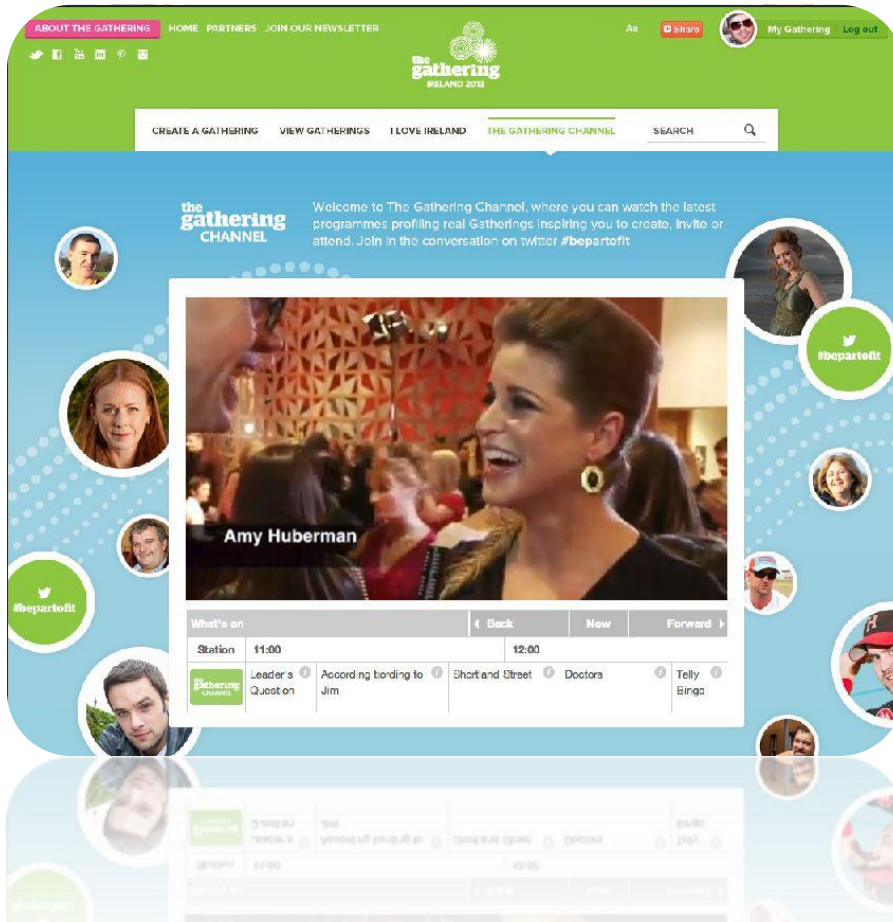 ABOUT THE GATHERING HOME PARTNERS JOIN OUR NEWSLETTER
Aa Share My Gathering Log out
the
gathering
IRELAND 2013
CREATE A GATHERING VIEW GATHERINGS I LOVE IRELAND THE GATHERING CHANNEL SEARCH
the
gathering
CHANNEL
Welcome to The Gathering Channel, where you can watch the latest
programmes profiling real Gatherings inspiring you to create, invite or
attend. Join in the conversation on twitter #bepartofit
#bepartofit
Amy Huberman
#bepartofit
What's on Back Now Forward
Station 11:00 12:00
the
gathering
CHANNEL
Leader's
Question
According bording to
Jim
Shortland Street
Doctors
Telly
Bingo